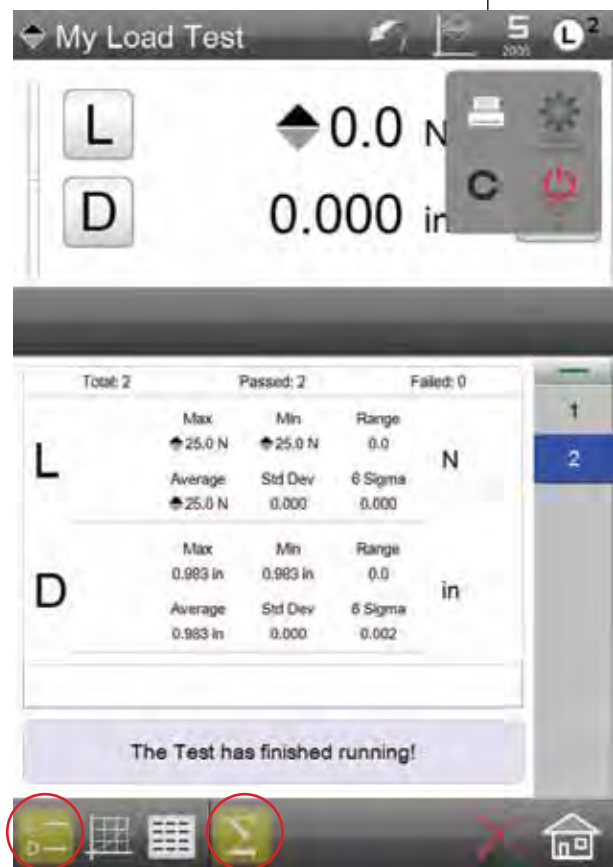 My Load Test S 2000 L 2
L 0.0 N
C
D 0.000 in
Total: 2 Passed: 2 Failed: 0
1
2
Max Min Range
25.0 N 25.0 N 0.0
L N
Average Std Dev 6 Sigma
25.0 N 0.000 0.000
Max Min Range
0.983 in 0.983 in 0.0
D in
Average Std Dev 6 Sigma
0.983 in 0.000 0.002
The Test has finished running!
D